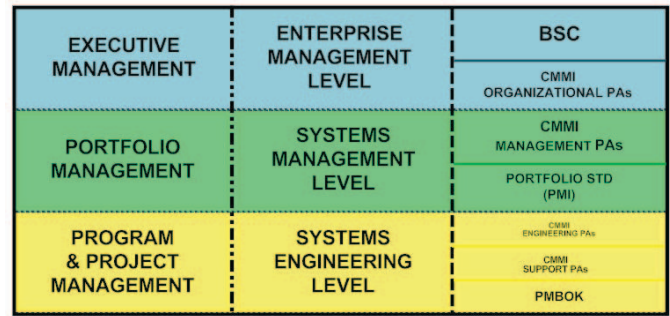 EXECUTIVE
MANAGEMENT
ENTERPRISE
MANAGEMENT
LEVEL
BSC
CMMI
ORGANIZATIONAL PAs
PORTFOLIO
MANAGEMENT
SYSTEMS
MANAGEMENT
LEVEL
CMMI
MANAGEMENT PAs
PORTFOLIO STD
(PMI)
PROGRAM
& PROJECT
MANAGEMENT
SYSTEMS
ENGINEERING
LEVEL
CMMI
ENGINEERING PAs
CMMI
SUPPORT PAs
PMBOK